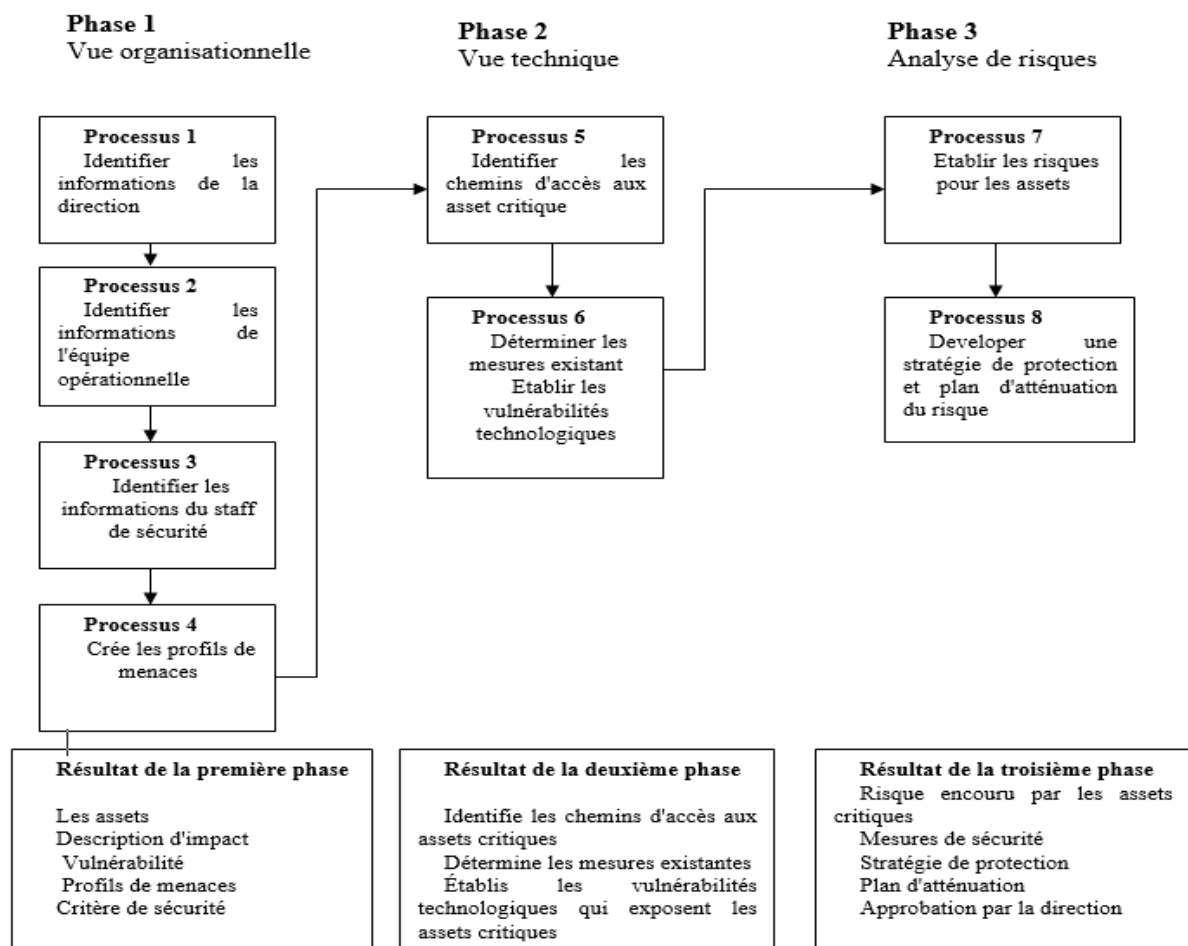 Phase 1
Vue organisationnelle
Phase 2
Vue technique
Phase 3
Analyse de risques
Processus 1
Identifier les
informations de la
direction
Processus 2
Identifier les
informations de
l'équipe
opérationnelle
Processus 3
Identifier les
informations du staff
de sécurité
Processus 4
Crée les profils de
menaces
Processus 5
Identifier les
chemins d'accès aux
asset critique
Processus 6
Déterminer les
mesures existant
Etablir les
vulnérabilités
technologiques
Processus 7
Etablir les risques
pour les assets
Processus 8
Developer une
stratégie de protection
et plan d'atténuation
du risque
Résultat de la première phase
Les assets
Description d'impact
Vulnérabilité
Profils de menaces
Critère de sécurité
Résultat de la deuxième phase
Identifie les chemins d'accès aux
assets critiques
Détermine les mesures existantes
Établis les vulnérabilités
technologiques qui exposent les
assets critiques
Résultat de la troisième phase
Risque encouru par les assets
critiques
Mesures de sécurité
Stratégie de protection
Plan d'atténuation
Approbation par la direction